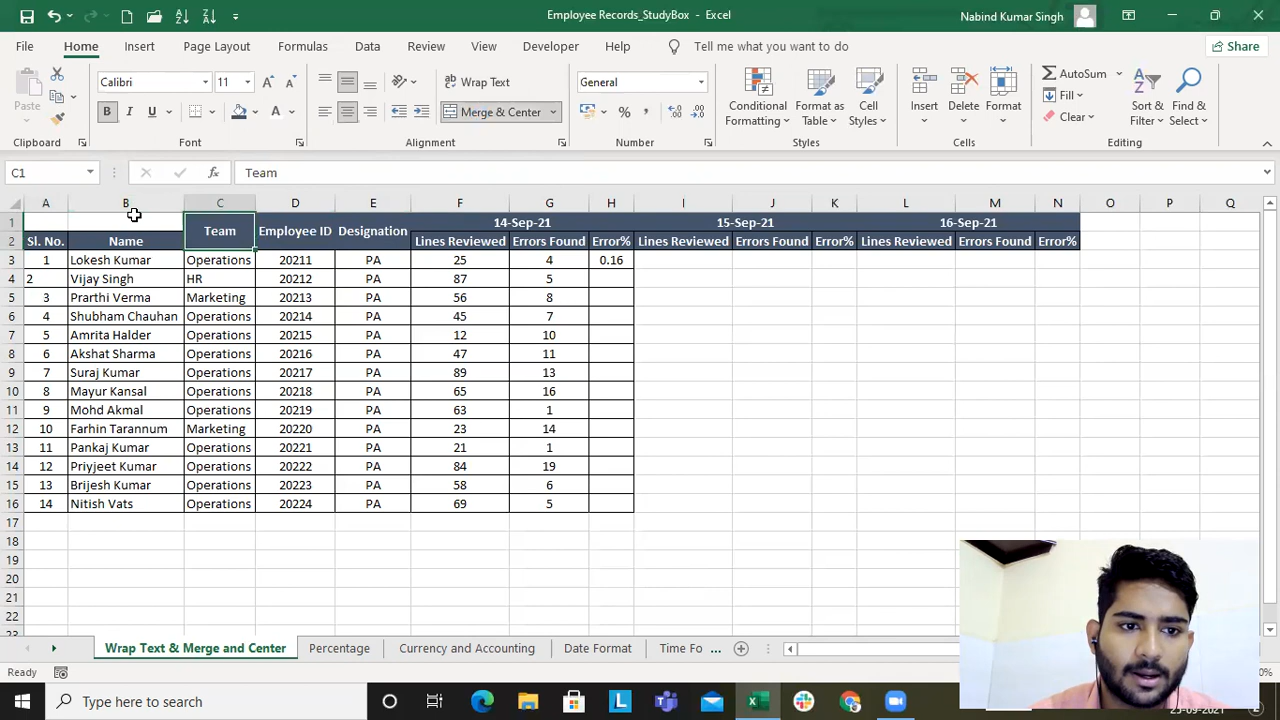 Employee Records_StudyBox - Excel
Nabind Kumar Singh
File Home Insert Page Layout Formulas Data Review View Developer Help Tell me what you want to do Share
Paste
Calibri 11
B I U
Wrap Text
Merge & Center
General
Conditional Formatting
Format as Table
Cell Styles
Insert Delete Format
AutoSum
Fill
Clear
Sort & Filter
Find & Select
Clipboard Font Alignment Number Styles Cells Editing
C1 fx Team
A B C D E F G H I J K L M N O P Q
1 Team Employee ID Designation 14-Sep-21 15-Sep-21 16-Sep-21
2 Sl. No. Name Lines Reviewed Errors Found Error% Lines Reviewed Errors Found Error% Lines Reviewed Errors Found Error%
3 1 Lokesh Kumar Operations 20211 PA 25 4 0.16
4 2 Vijay Singh HR 20212 PA 87 5
5 3 Prarthi Verma Marketing 20213 PA 56 8
6 4 Shubham Chauhan Operations 20214 PA 45 7
7 5 Amrita Halder Operations 20215 PA 12 10
8 6 Akshat Sharma Operations 20216 PA 47 11
9 7 Suraj Kumar Operations 20217 PA 89 13
10 8 Mayur Kansal Operations 20218 PA 65 16
11 9 Mohd Akmal Operations 20219 PA 63 1
12 10 Farhin Tarannum Marketing 20220 PA 23 14
13 11 Pankaj Kumar Operations 20221 PA 21 1
14 12 Priyjeet Kumar Operations 20222 PA 84 19
15 13 Brijesh Kumar Operations 20223 PA 58 6
16 14 Nitish Vats Operations 20224 PA 69 5
17
18
19
20
21
22
23
Wrap Text & Merge and Center Percentage Currency and Accounting Date Format Time Fo ...
Ready
Type here to search